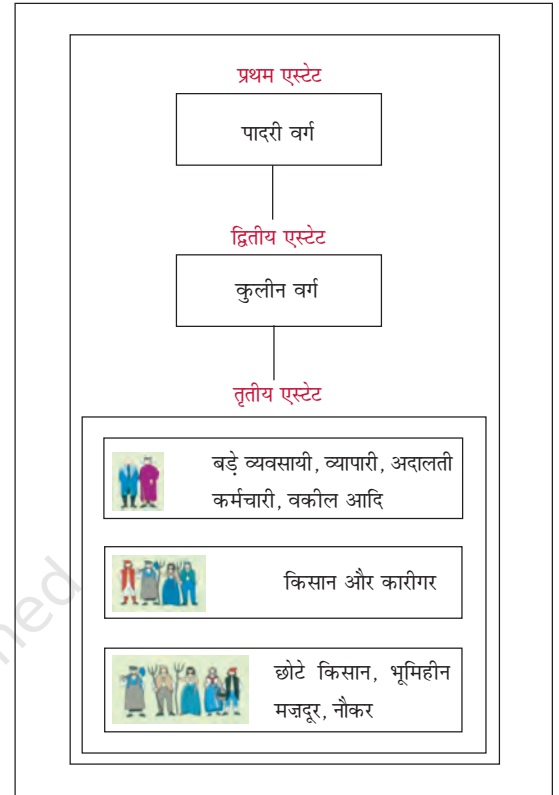 प्रथम एस्टेट
पादरी वर्ग
द्वितीय एस्टेट
कुलीन वर्ग
तृतीय एस्टेट
बड़े व्यवसायी, व्यापारी, अदालती
कर्मचारी, वकील आदि
किसान और कारीगर
छोटे किसान, भूमिहीन
मज़दूर, नौकर